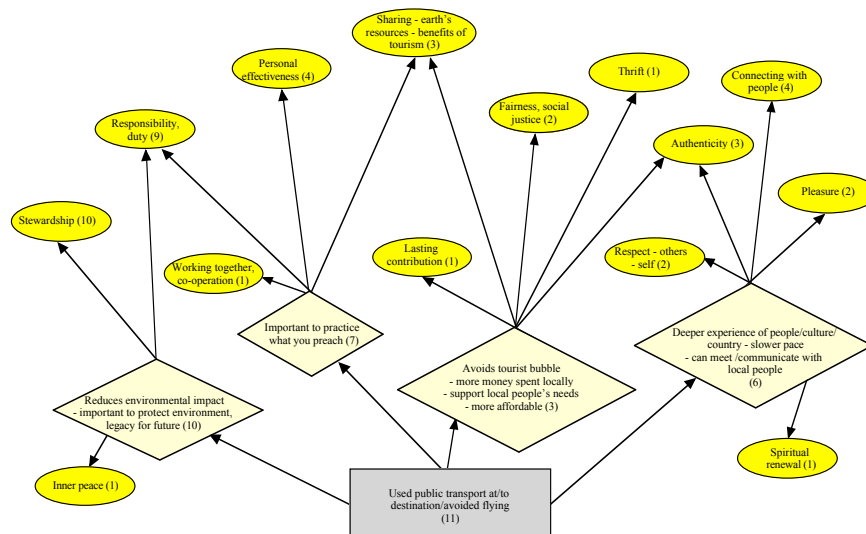 Sharing - earth's
resources - benefits of
tourism (3)
Personal
effectiveness (4)
Thrift (1)
Connecting with
people (4)
Responsibility,
duty (9)
Fairness, social
justice (2)
Authenticity (3)
Pleasure (2)
Stewardship (10)
Working together,
co-operation (1)
Lasting
contribution (1)
Respect - others
- self (2)
Important to practice
what you preach (7)
Deeper experience of people/culture/
country - slower pace
- can meet /communicate with
local people
(6)
Avoids tourist bubble
- more money spent locally
- support local people's needs
- more affordable (3)
Reduces environmental impact
- important to protect environment,
legacy for future (10)
Inner peace (1)
Spiritual
renewal (1)
Used public transport at/to
destination/avoided flying
(11)